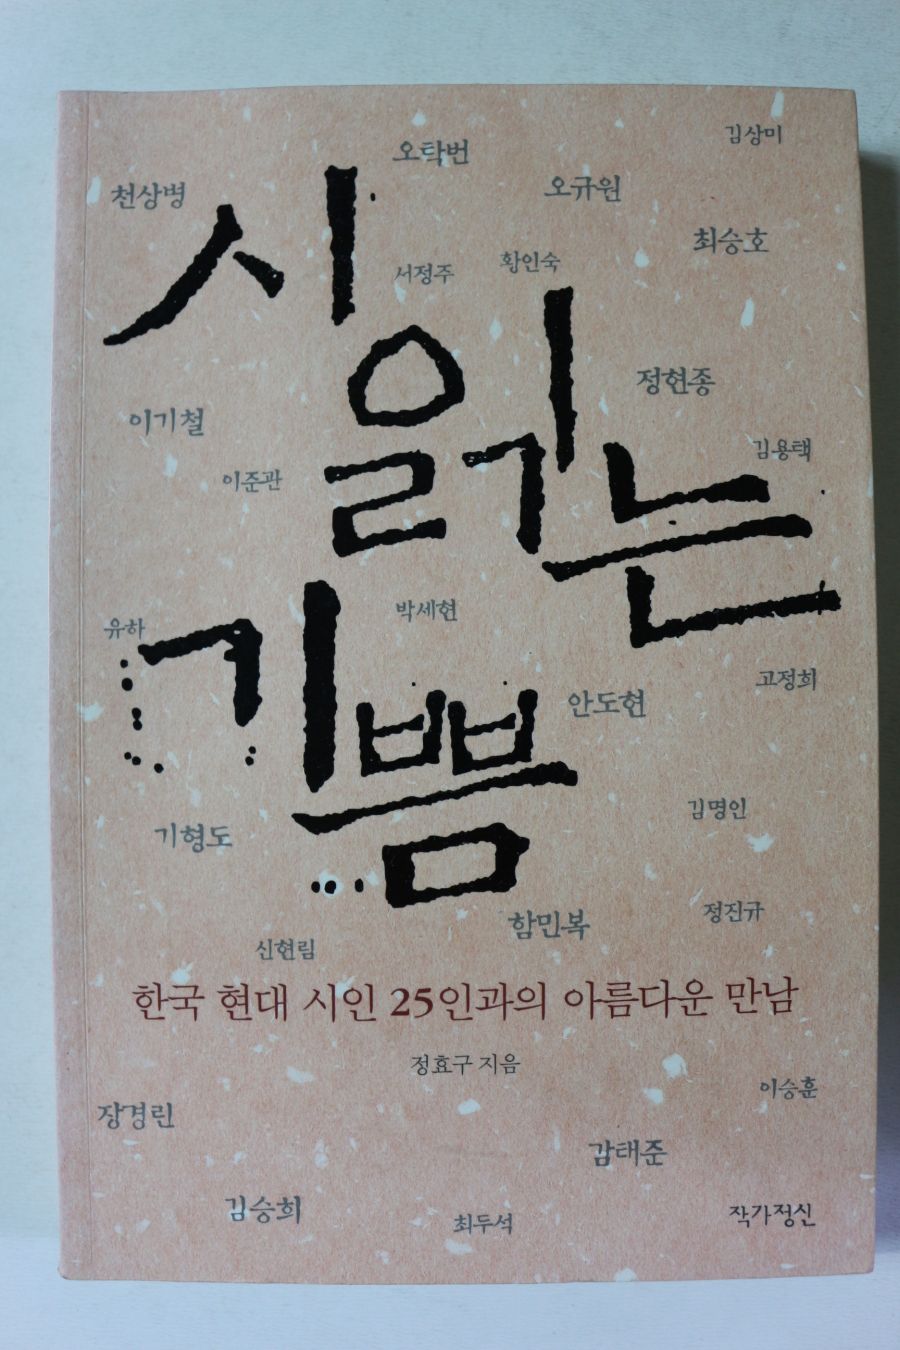 김상미
오탁번
천상병
오규원
최승호
시
서정주
황인숙
읽는
정현종
이기철
김용택
이준관
기쁨
박세현
유하
고정희
안도현
김명인
기형도
정진규
함민복
신현림
한국 현대 시인 25인과의 아름다운 만남
정효구 지음
이승훈
장경린
감태준
김승희
최두석
작가정신